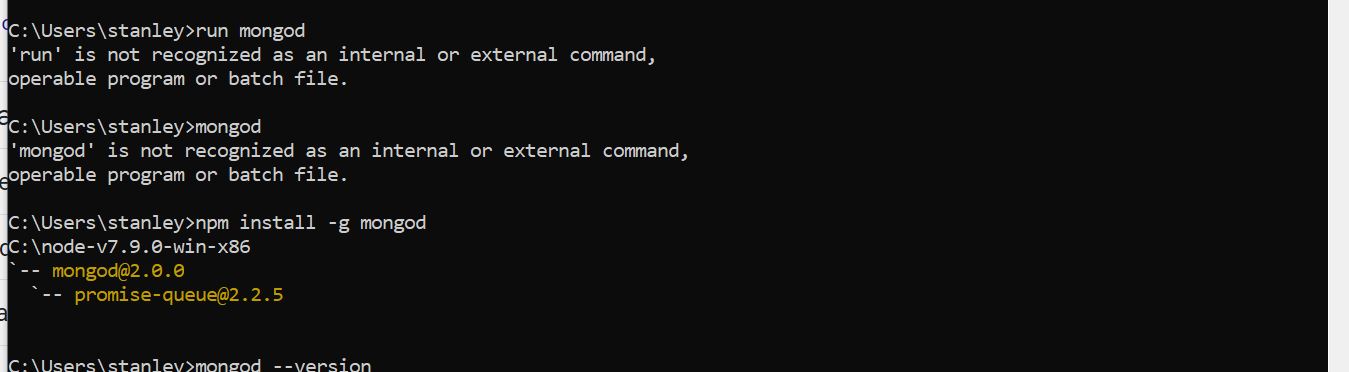 C:\Users\stanley>run mongod
'run' is not recognized as an internal or external command,
operable program or batch file.
C:\Users\stanley>mongod
'mongod' is not recognized as an internal or external command,
operable program or batch file.
C:\Users\stanley>npm install -g mongod
C:\node-v7.9.0-win-x86
`-- mongod@2.0.0
`-- promise-queue@2.2.5
C:\Users\stanley>mongod --version